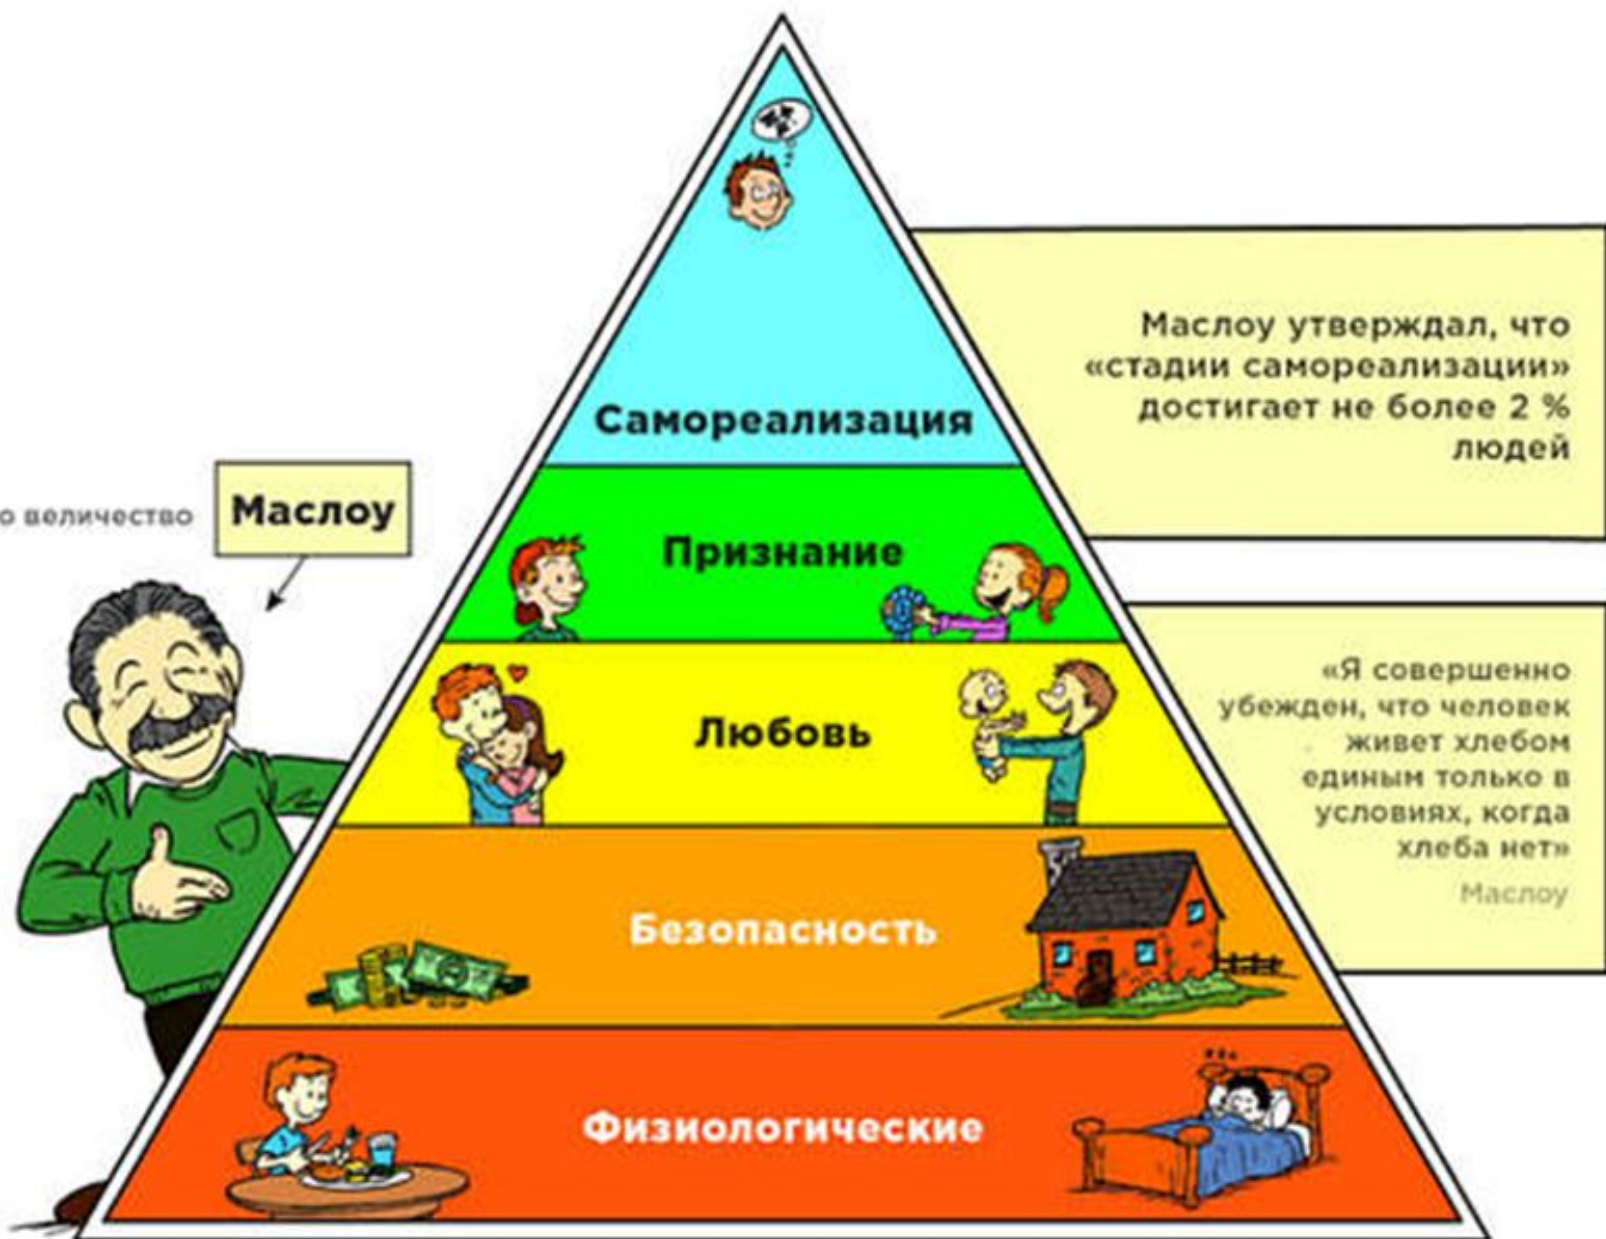 Самореализация
Маслоу утверждал, что
«стадии самореализации»
достигает не более 2 %
людей
о величество
Маслоу
Признание
Любовь
«Я совершенно
убежден, что человек
живет хлебом
единым только в
условиях, когда
хлеба нет»
Маслоу
Безопасность
Физиологические